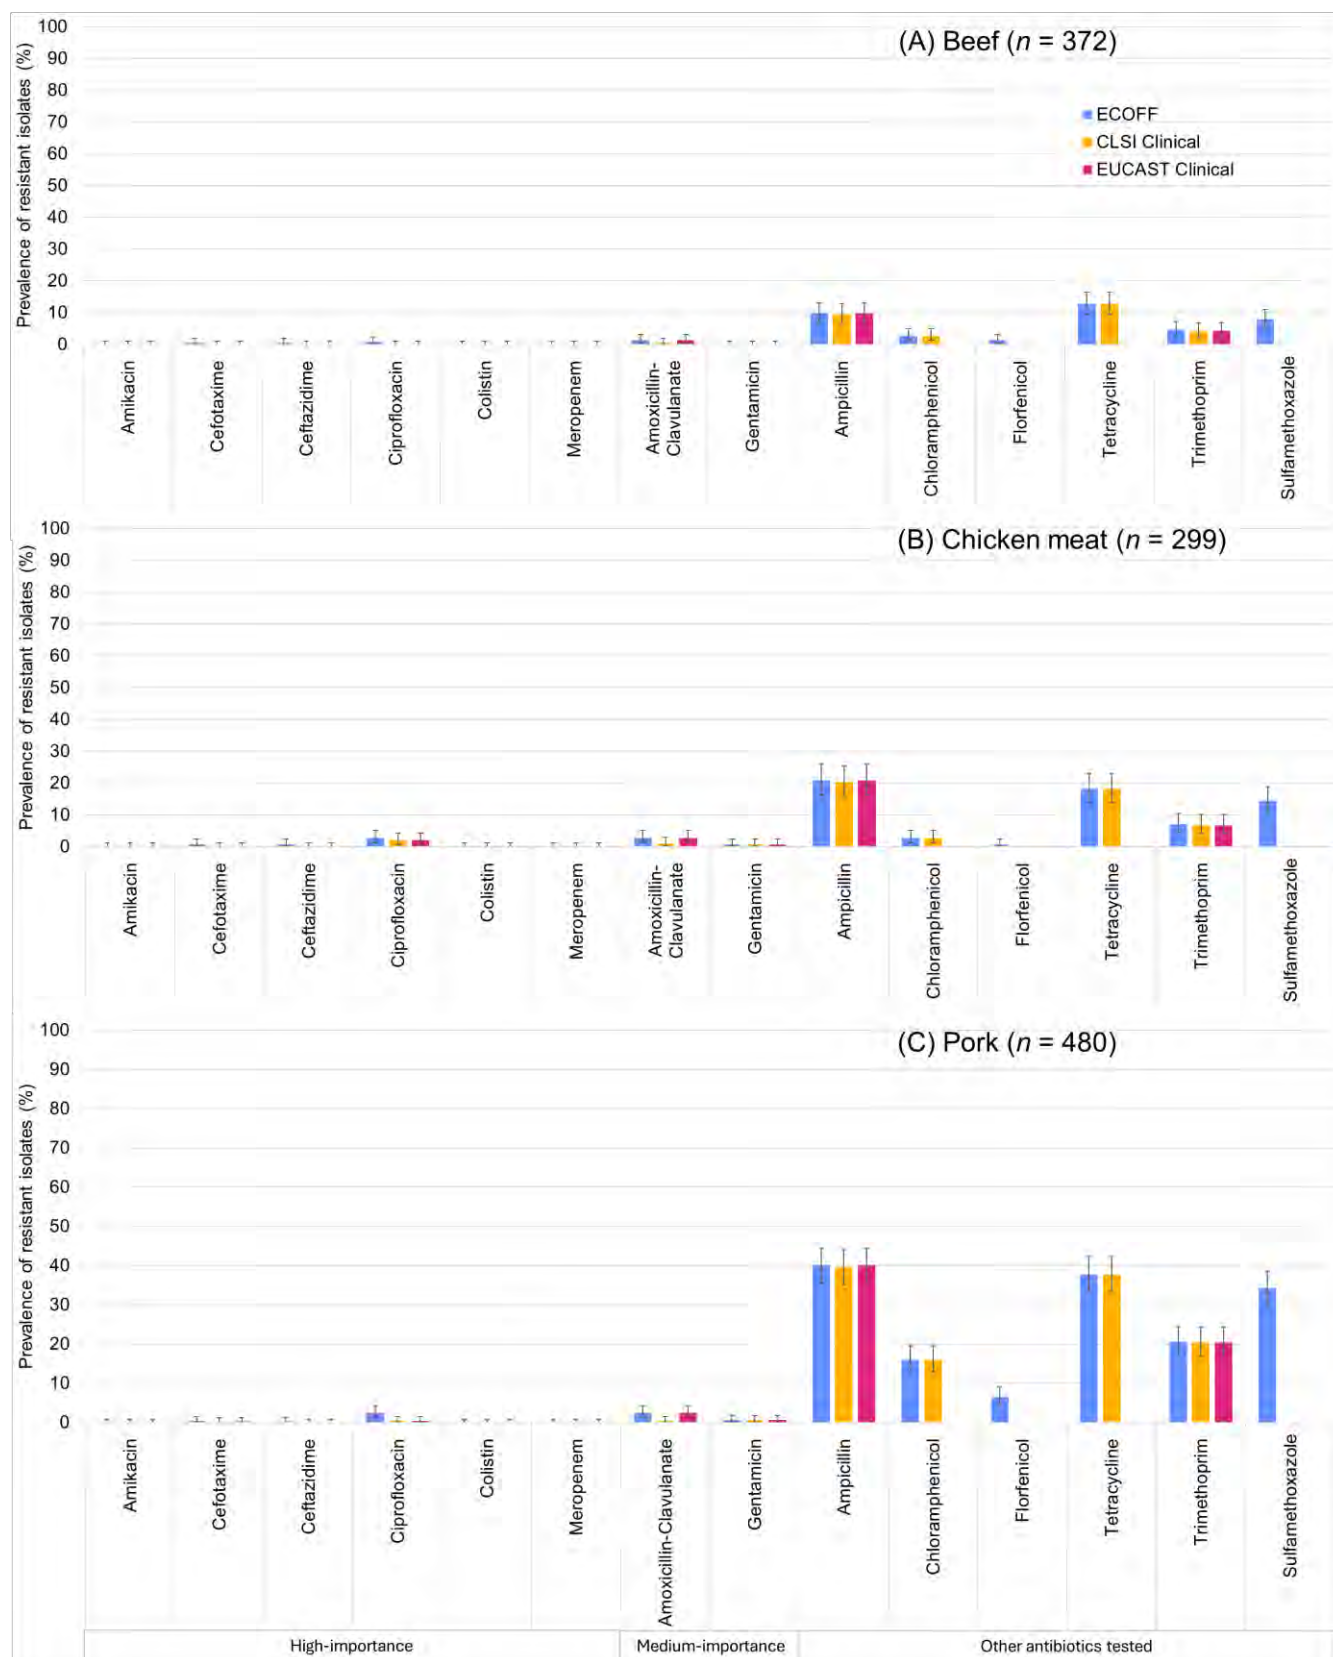 (A) Beef (n = 372)
Prevalence of resistant isolates (%)
100
90
80
70
60
50
40
30
20
10
0
ECOFF
CLSI Clinical
EUCAST Clinical
Amikacin
Cefotaxime
Ceftazidime
Ciprofloxacin
Colistin
Meropenem
Amoxicillin-
Clavulanate
Gentamicin
Ampicillin
Chloramphenicol
Florfenicol
Tetracycline
Trimethoprim
Sulfamethoxazole
(B) Chicken meat (n = 299)
Prevalence of resistant isolates (%)
100
90
80
70
60
50
40
30
20
10
0
Amikacin
Cefotaxime
Ceftazidime
Ciprofloxacin
Colistin
Meropenem
Amoxicillin-
Clavulanate
Gentamicin
Ampicillin
Chloramphenicol
Florfenicol
Tetracycline
Trimethoprim
Sulfamethoxazole
(C) Pork (n = 480)
Prevalence of resistant isolates (%)
100
90
80
70
60
50
40
30
20
10
0
Amikacin
Cefotaxime
Ceftazidime
Ciprofloxacin
Colistin
Meropenem
Amoxicillin-Clavulanate
Gentamicin
Ampicillin
Chloramphenicol
Florfenicol
Tetracycline
Trimethoprim
Sulfamethoxazole
High-importance
Medium-importance
Other antibiotics tested